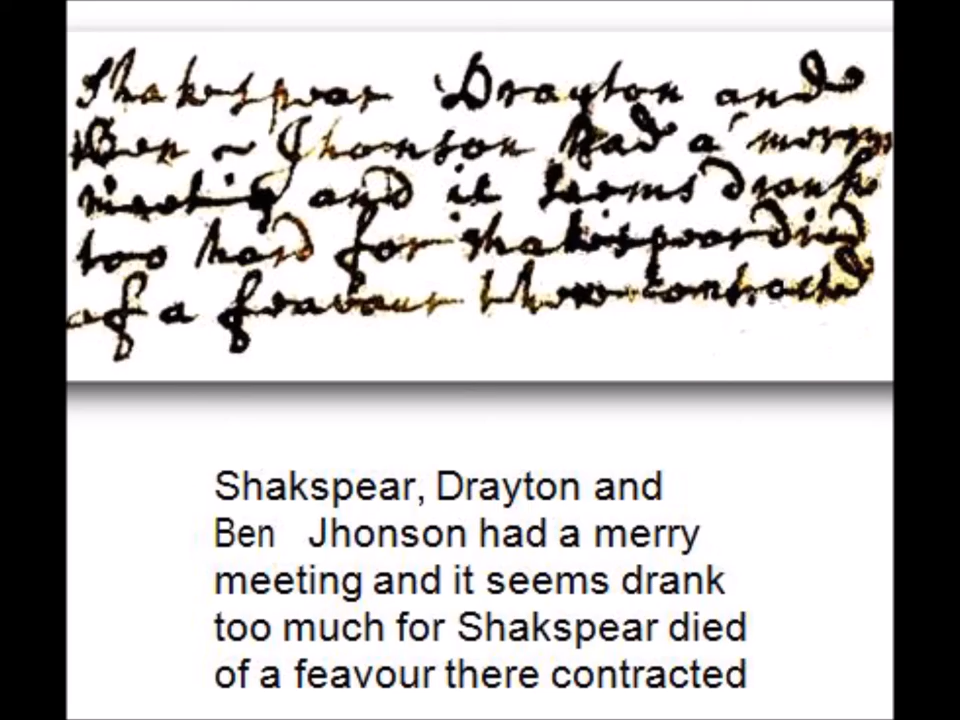 Shakespear Drayton and
Ben ~ Jhonson had a merry
meeting and it seems drank
too hard for Shakespear died
of a feavour there contracted
Shakspear, Drayton and
Ben Jhonson had a merry
meeting and it seems drank
too much for Shakspear died
of a feavour there contracted